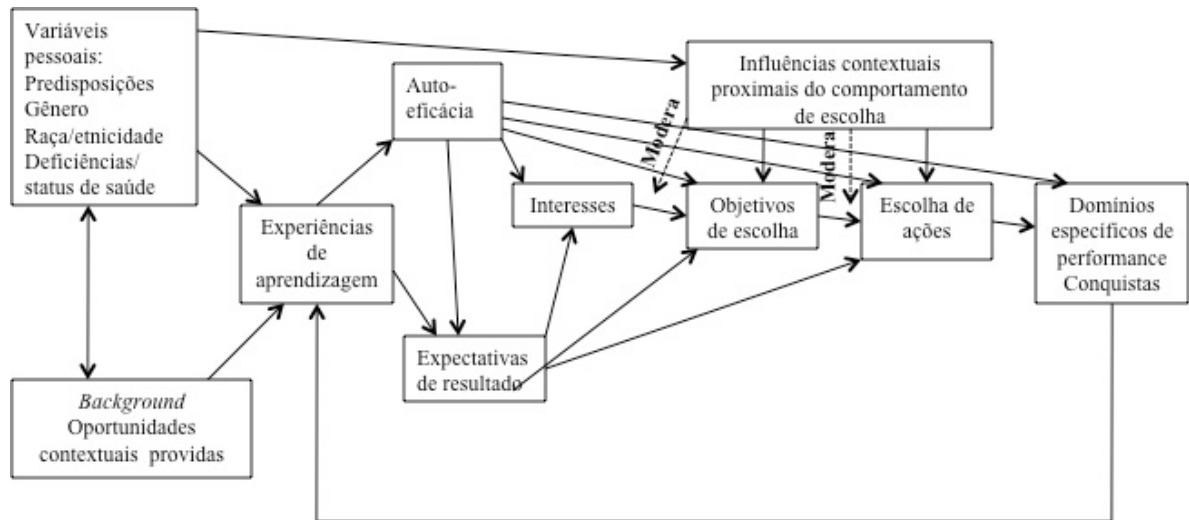 Variáveis
pessoais:
Predisposições
Gênero
Raça/etnicidade
Deficiências/
status de saúde
Background
Oportunidades
contextuais providas
Experiências
de
aprendizagem
Auto-
eficácia
Expectativas
de resultado
Interesses
Influências contextuais
proximais do comportamento
de escolha
Modera
Modera
Objetivos
de escolha
Escolha de
ações
Domínios
específicos de
performance
Conquistas